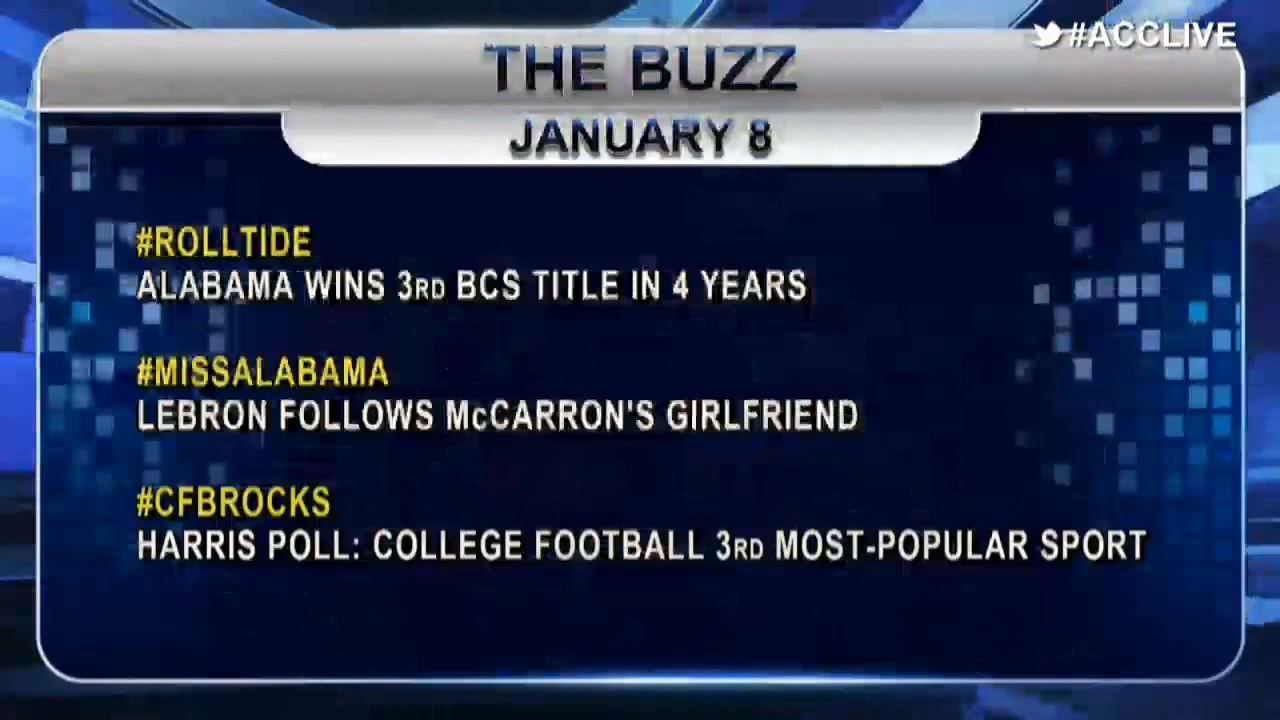 #ACCLIVE
THE BUZZ
JANUARY 8
#ROLLTIDE
ALABAMA WINS 3RD BCS TITLE IN 4 YEARS
#MISSALABAMA
LEBRON FOLLOWS McCARRON'S GIRLFRIEND
#CFBROCKS
HARRIS POLL: COLLEGE FOOTBALL 3RD MOST-POPULAR SPORT